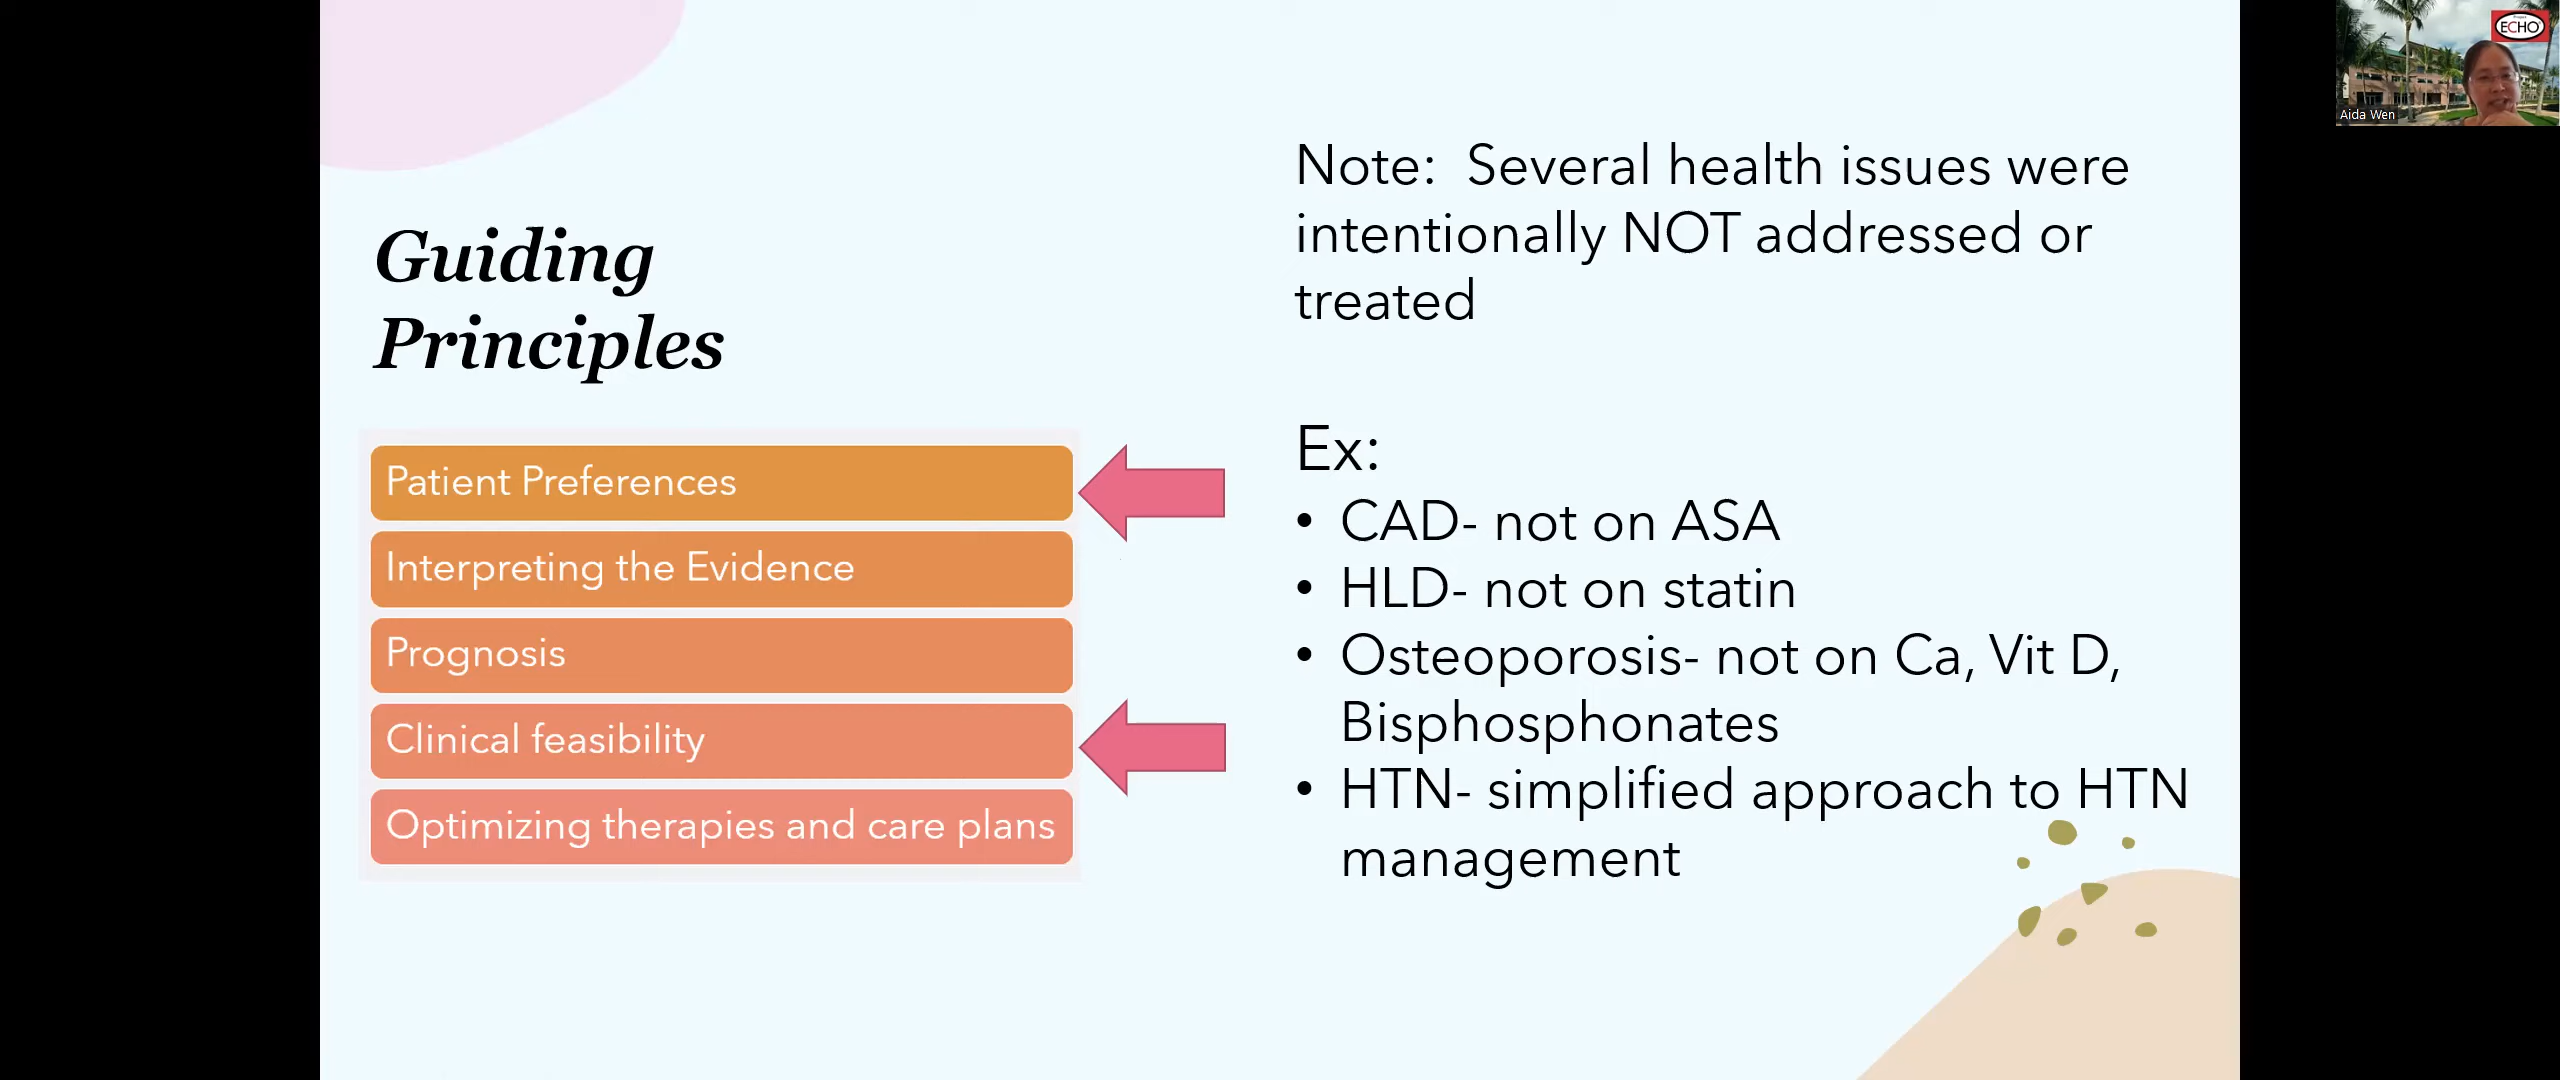 ECHO
Aida Wen
Guiding
Principles
Patient Preferences
Interpreting the Evidence
Prognosis
Clinical feasibility
Optimizing therapies and care plans
Note:  Several health issues were
intentionally NOT addressed or
treated
Ex:
• CAD- not on ASA
• HLD- not on statin
• Osteoporosis- not on Ca, Vit D,
Bisphosphonates
• HTN- simplified approach to HTN
management